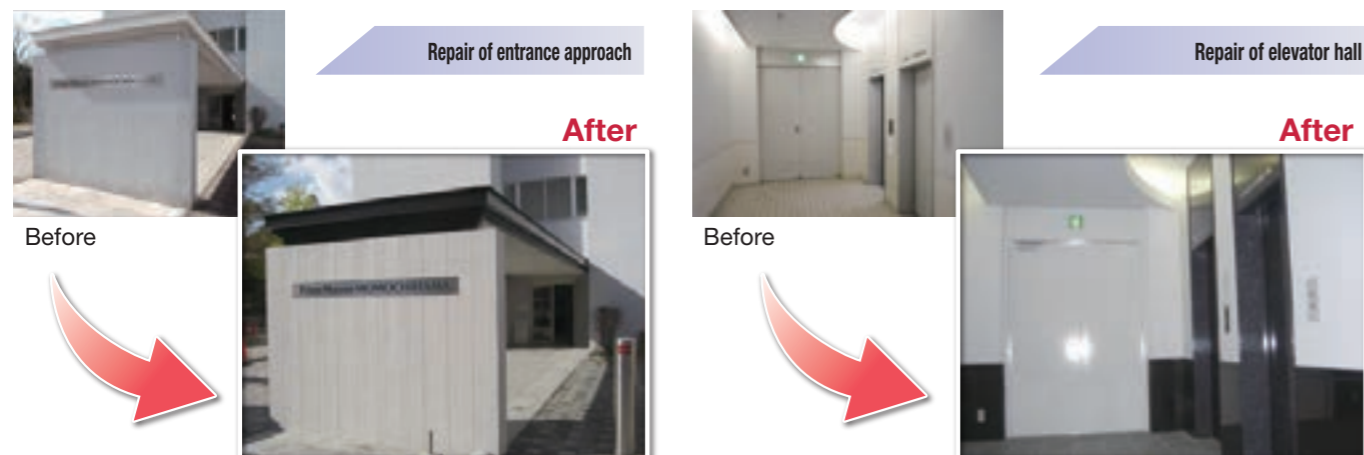 Repair of entrance approach
After
Before
Repair of elevator hall
After
Before